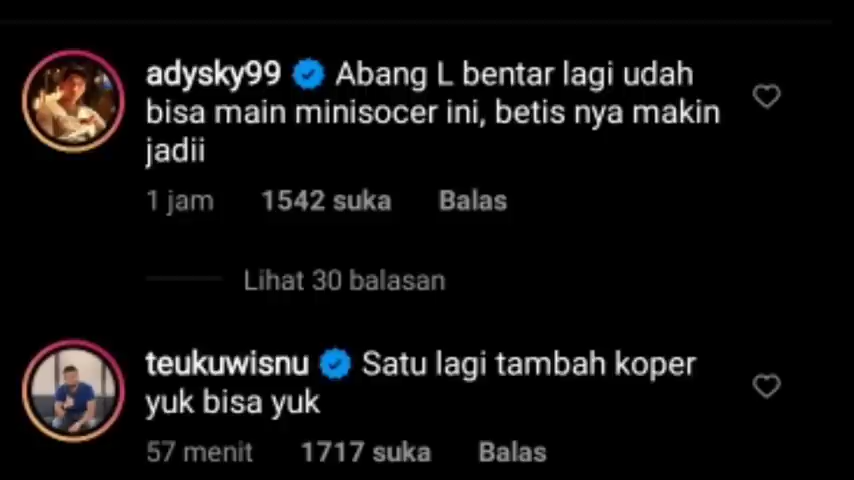 adysky99 Abang L bentar lagi udah
bisa main minisocer ini, betis nya makin
jadii
1 jam 1542 suka Balas
Lihat 30 balasan
teukuwisnu Satu lagi tambah koper
yuk bisa yuk
57 menit 1717 suka Balas